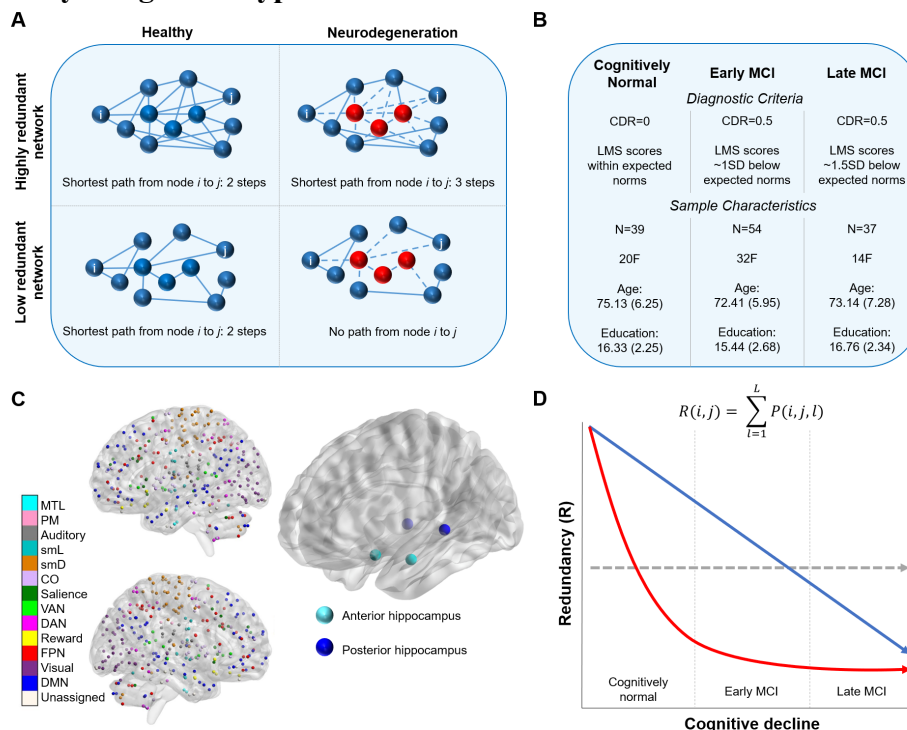 A
Healthy
Neurodegeneration
Highly redundant
network
i
j
i
j
Shortest path from node i to j: 2 steps
Shortest path from node i to j: 3 steps
Low redundant
network
i
j
i
j
Shortest path from node i to j: 2 steps
No path from node i to j
B
Cognitively
Normal
Early MCI
Late MCI
Diagnostic Criteria
CDR=0
CDR=0.5
CDR=0.5
LMS scores
within expected
norms
LMS scores
~1SD below
expected norms
LMS scores
~1.5SD below
expected norms
Sample Characteristics
N=39
N=54
N=37
20F
32F
14F
Age:
75.13 (6.25)
Age:
72.41 (5.95)
Age:
73.14 (7.28)
Education:
16.33 (2.25)
Education:
15.44 (2.68)
Education:
16.76 (2.34)
C
MTL
PM
Auditory
smL
smD
CO
Salience
VAN
DAN
Reward
FPN
Visual
DMN
Unassigned
Anterior hippocampus
Posterior hippocampus
D
R(i,j) = ∑_{l=1}^{L} P(i,j,l)
Redundancy (R)
Cognitively
normal
Early MCI
Late MCI
Cognitive decline